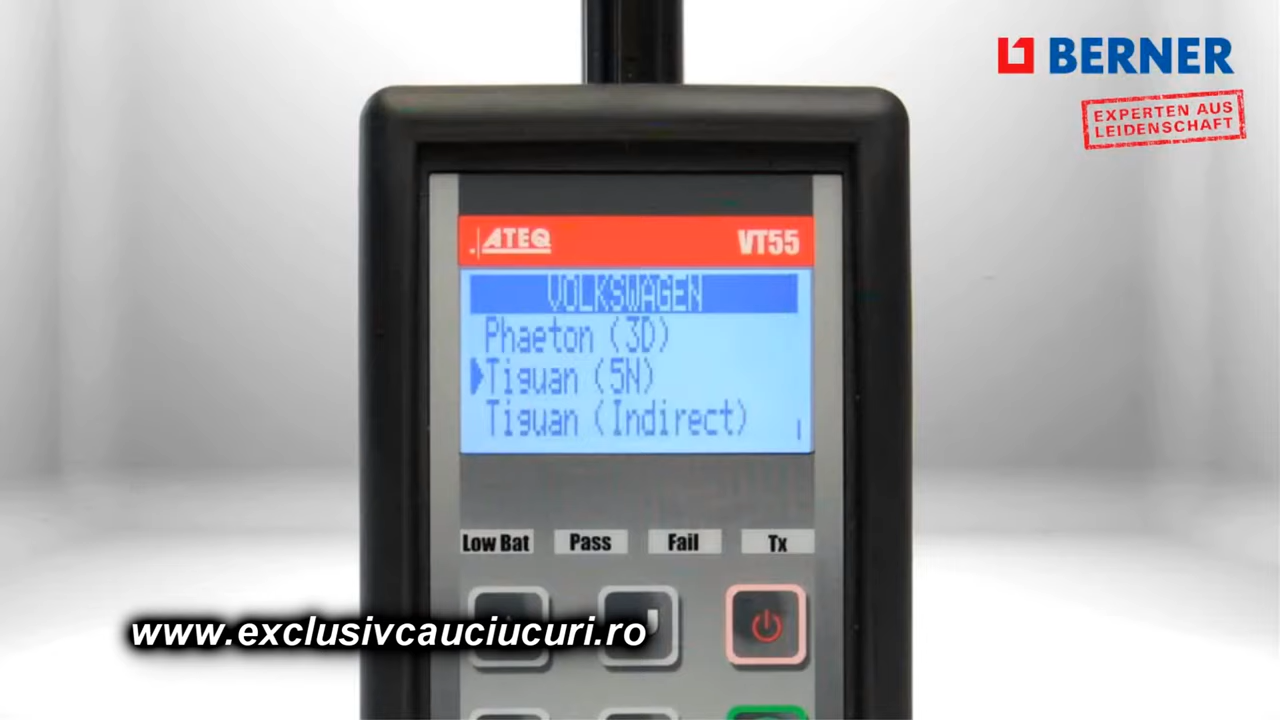 BERNER
EXPERTEN AUS
LEIDENSCHAFT
ATEQ
VT55
VOLKSWAGEN
Phaeton (3D)
Tiguan (5N)
Tiguan (Indirect)
Low Bat
Pass
Fail
Tx
www.exclusivcauciucuri.ro